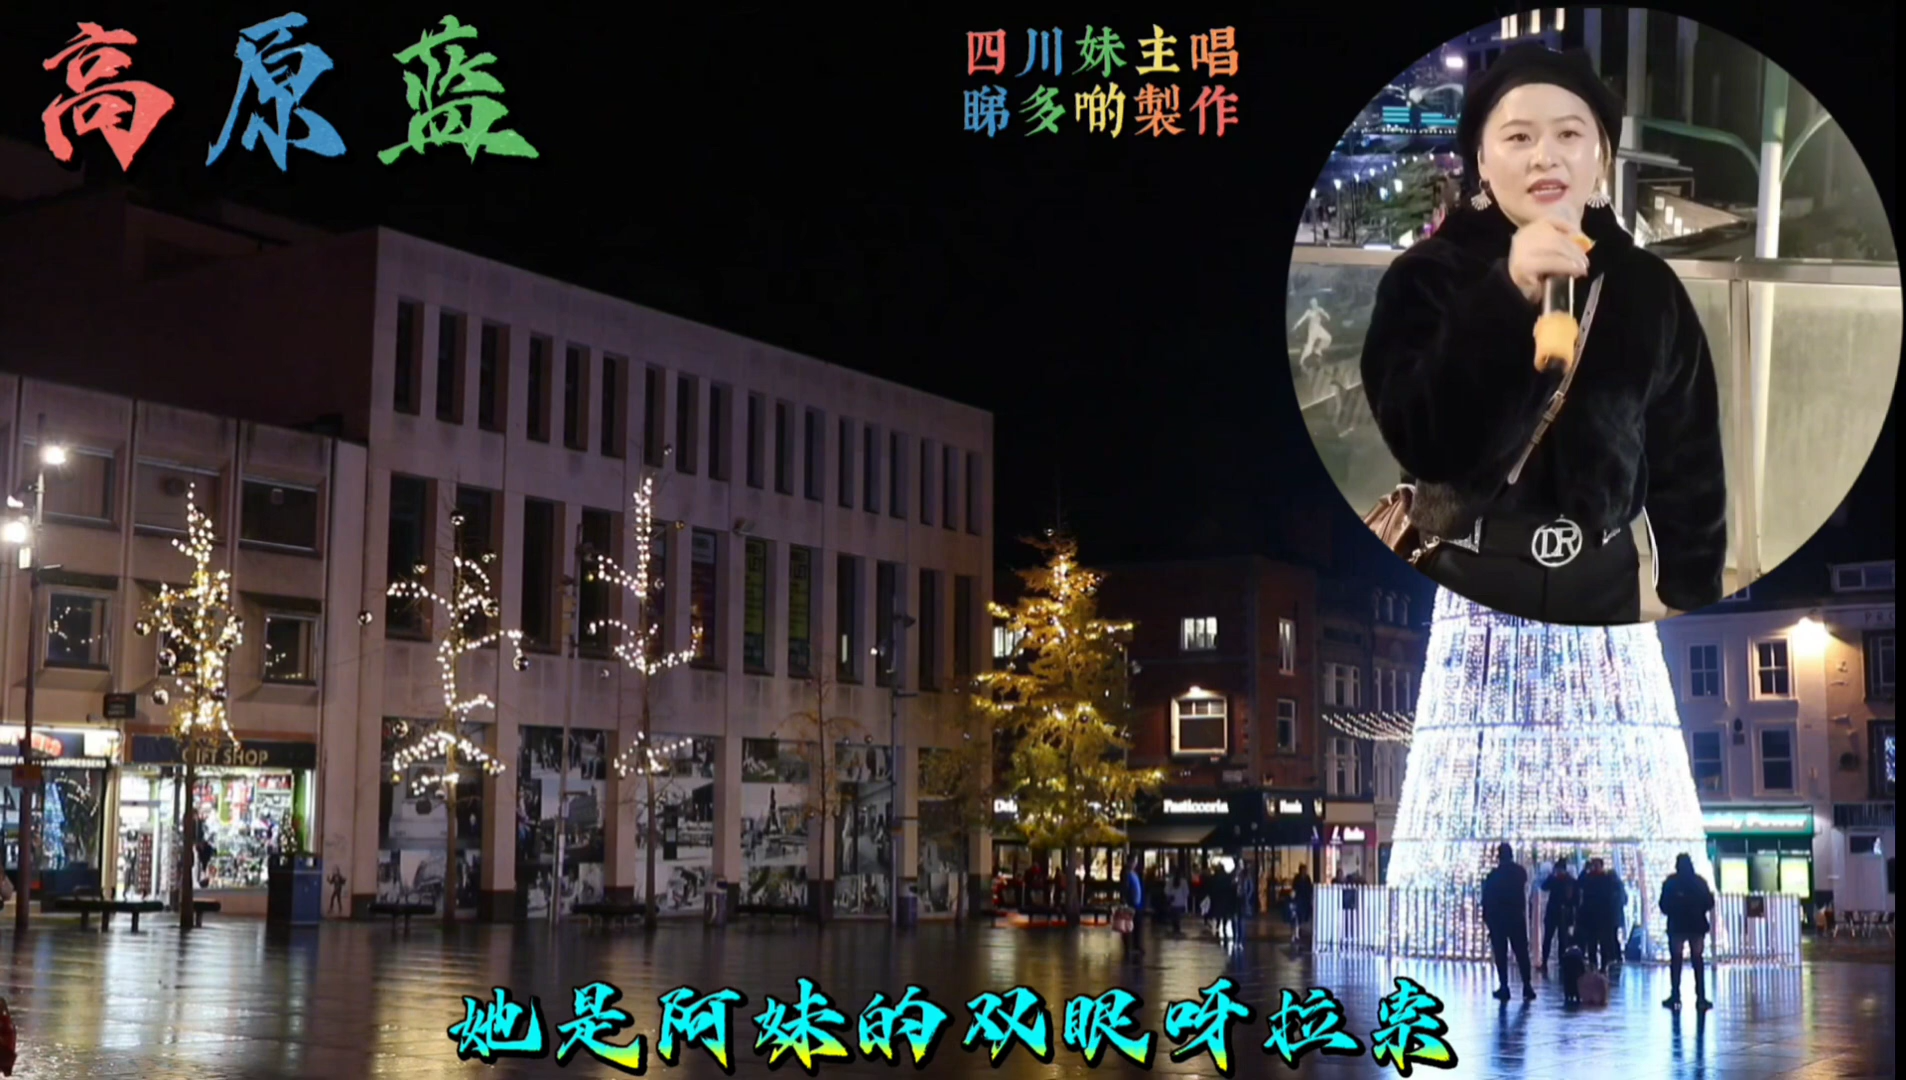 高原蓝
四川妹主唱
睇多啲製作
DR
GIFT SHOP
Pasticceria
她是阿妹的双眼呀拉索